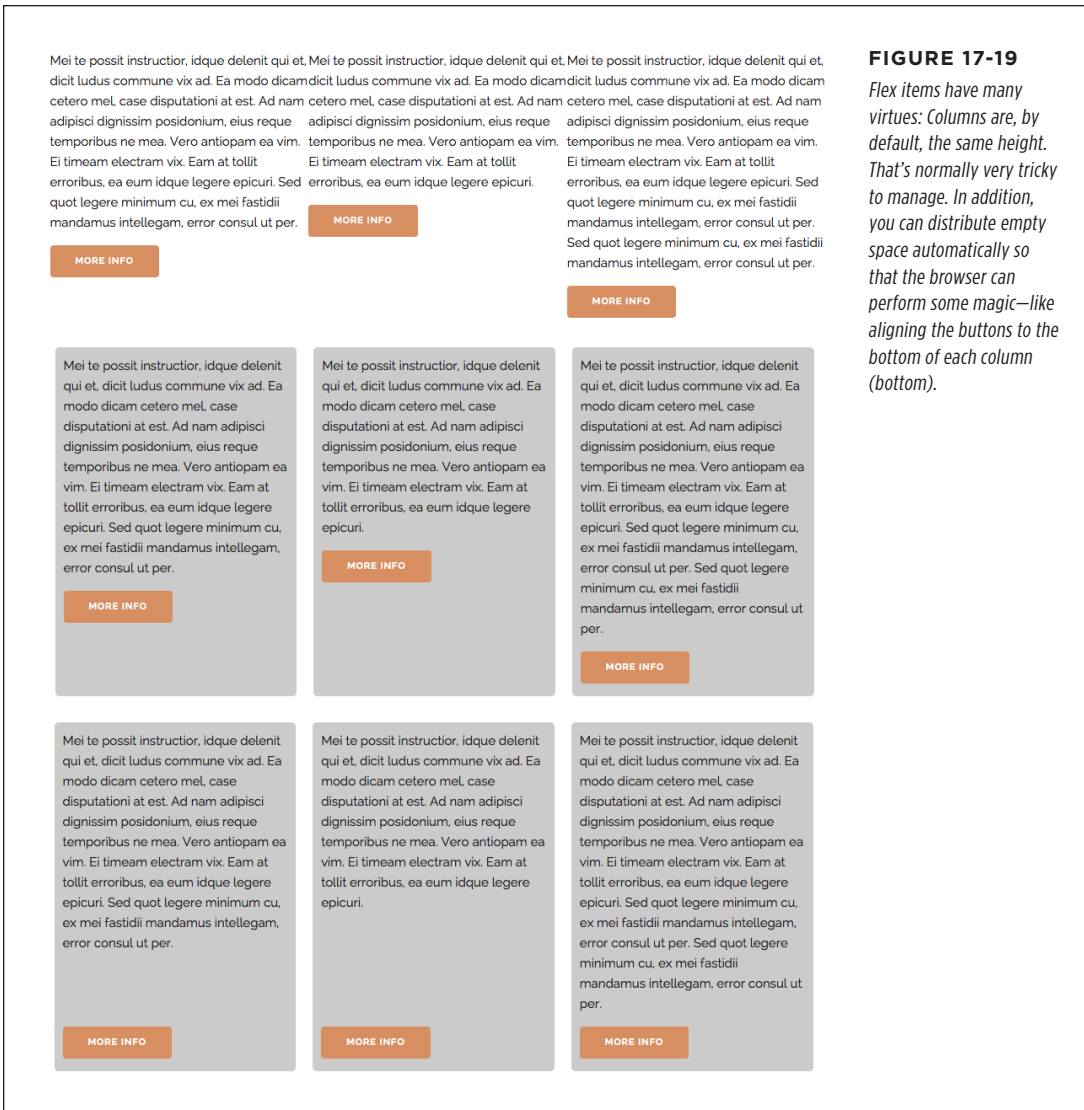 Mei te possit instructior, idque delenit qui et,
dicit ludus commune vix ad. Ea modo dicam
cetero mel, case disputationi at est. Ad nam
adipisci dignissim posidonium, eius reque
temporibus ne mea. Vero antiopam ea vim.
Ei timeam electram vix. Eam at tollit
erroribus, ea eum idque legere epicuri. Sed
quot legere minimum cu, ex mei fastidii
mandamus intellegam, error consul ut per.
MORE INFO
Mei te possit instructior, idque delenit qui et,
dicit ludus commune vix ad. Ea modo dicam
cetero mel, case disputationi at est. Ad nam
adipisci dignissim posidonium, eius reque
temporibus ne mea. Vero antiopam ea vim.
Ei timeam electram vix. Eam at tollit
erroribus, ea eum idque legere epicuri.
MORE INFO
Mei te possit instructior, idque delenit qui et,
dicit ludus commune vix ad. Ea modo dicam
cetero mel, case disputationi at est. Ad nam
adipisci dignissim posidonium, eius reque
temporibus ne mea. Vero antiopam ea vim.
Ei timeam electram vix. Eam at tollit
erroribus, ea eum idque legere epicuri. Sed
quot legere minimum cu, ex mei fastidii
mandamus intellegam, error consul ut per.
Sed quot legere minimum cu, ex mei fastidii
mandamus intellegam, error consul ut per.
MORE INFO
Mei te possit instructior, idque delenit
qui et, dicit ludus commune vix ad. Ea
modo dicam cetero mel, case
disputationi at est. Ad nam adipisci
dignissim posidonium, eius reque
temporibus ne mea. Vero antiopam ea
vim. Ei timeam electram vix. Eam at
tollit erroribus, ea eum idque legere
epicuri. Sed quot legere minimum cu,
ex mei fastidii mandamus intellegam,
error consul ut per.
MORE INFO
Mei te possit instructior, idque delenit
qui et, dicit ludus commune vix ad. Ea
modo dicam cetero mel, case
disputationi at est. Ad nam adipisci
dignissim posidonium, eius reque
temporibus ne mea. Vero antiopam ea
vim. Ei timeam electram vix. Eam at
tollit erroribus, ea eum idque legere
epicuri.
MORE INFO
Mei te possit instructior, idque delenit
qui et, dicit ludus commune vix ad. Ea
modo dicam cetero mel, case
disputationi at est. Ad nam adipisci
dignissim posidonium, eius reque
temporibus ne mea. Vero antiopam ea
vim. Ei timeam electram vix. Eam at
tollit erroribus, ea eum idque legere
epicuri. Sed quot legere minimum cu,
ex mei fastidii mandamus intellegam,
error consul ut per. Sed quot legere
minimum cu, ex mei fastidii
mandamus intellegam, error consul ut
per.
MORE INFO
Mei te possit instructior, idque delenit
qui et, dicit ludus commune vix ad. Ea
modo dicam cetero mel, case
disputationi at est. Ad nam adipisci
dignissim posidonium, eius reque
temporibus ne mea. Vero antiopam ea
vim. Ei timeam electram vix. Eam at
tollit erroribus, ea eum idque legere
epicuri. Sed quot legere minimum cu,
ex mei fastidii mandamus intellegam,
error consul ut per.
MORE INFO
Mei te possit instructior, idque delenit
qui et, dicit ludus commune vix ad. Ea
modo dicam cetero mel, case
disputationi at est. Ad nam adipisci
dignissim posidonium, eius reque
temporibus ne mea. Vero antiopam ea
vim. Ei timeam electram vix. Eam at
tollit erroribus, ea eum idque legere
epicuri.
MORE INFO
Mei te possit instructior, idque delenit
qui et, dicit ludus commune vix ad. Ea
modo dicam cetero mel, case
disputationi at est. Ad nam adipisci
dignissim posidonium, eius reque
temporibus ne mea. Vero antiopam ea
vim. Ei timeam electram vix. Eam at
tollit erroribus, ea eum idque legere
epicuri. Sed quot legere minimum cu,
ex mei fastidii mandamus intellegam,
error consul ut per. Sed quot legere
minimum cu, ex mei fastidii
mandamus intellegam, error consul ut
per.
MORE INFO
FIGURE 17-19
Flex items have many
virtues: Columns are, by
default, the same height.
That's normally very tricky
to manage. In addition,
you can distribute empty
space automatically so
that the browser can
perform some magic—like
aligning the buttons to the
bottom of each column
(bottom).